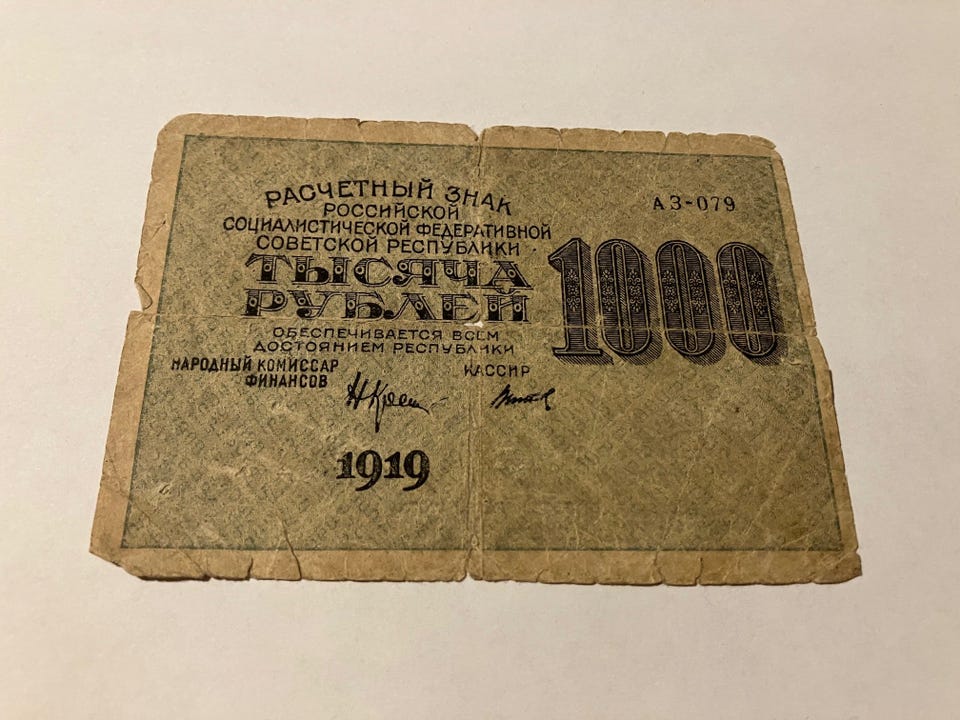 РАСЧЕТНЫЙ ЗНАК
РОССИЙСКОЙ
СОЦИАЛИСТИЧЕСКОЙ ФЕДЕРАТИВНОЙ
СОВЕТСКОЙ РЕСПУБЛИКИ
ТЫСЯЧА
РУБЛЕЙ
ОБЕСПЕЧИВАЕТСЯ ВСЕМ
ДОСТОЯНИЕМ РЕСПУБЛИКИ
НАРОДНЫЙ КОМИССАР
ФИНАНСОВ
КАССИР
1919
АЗ-079
1000